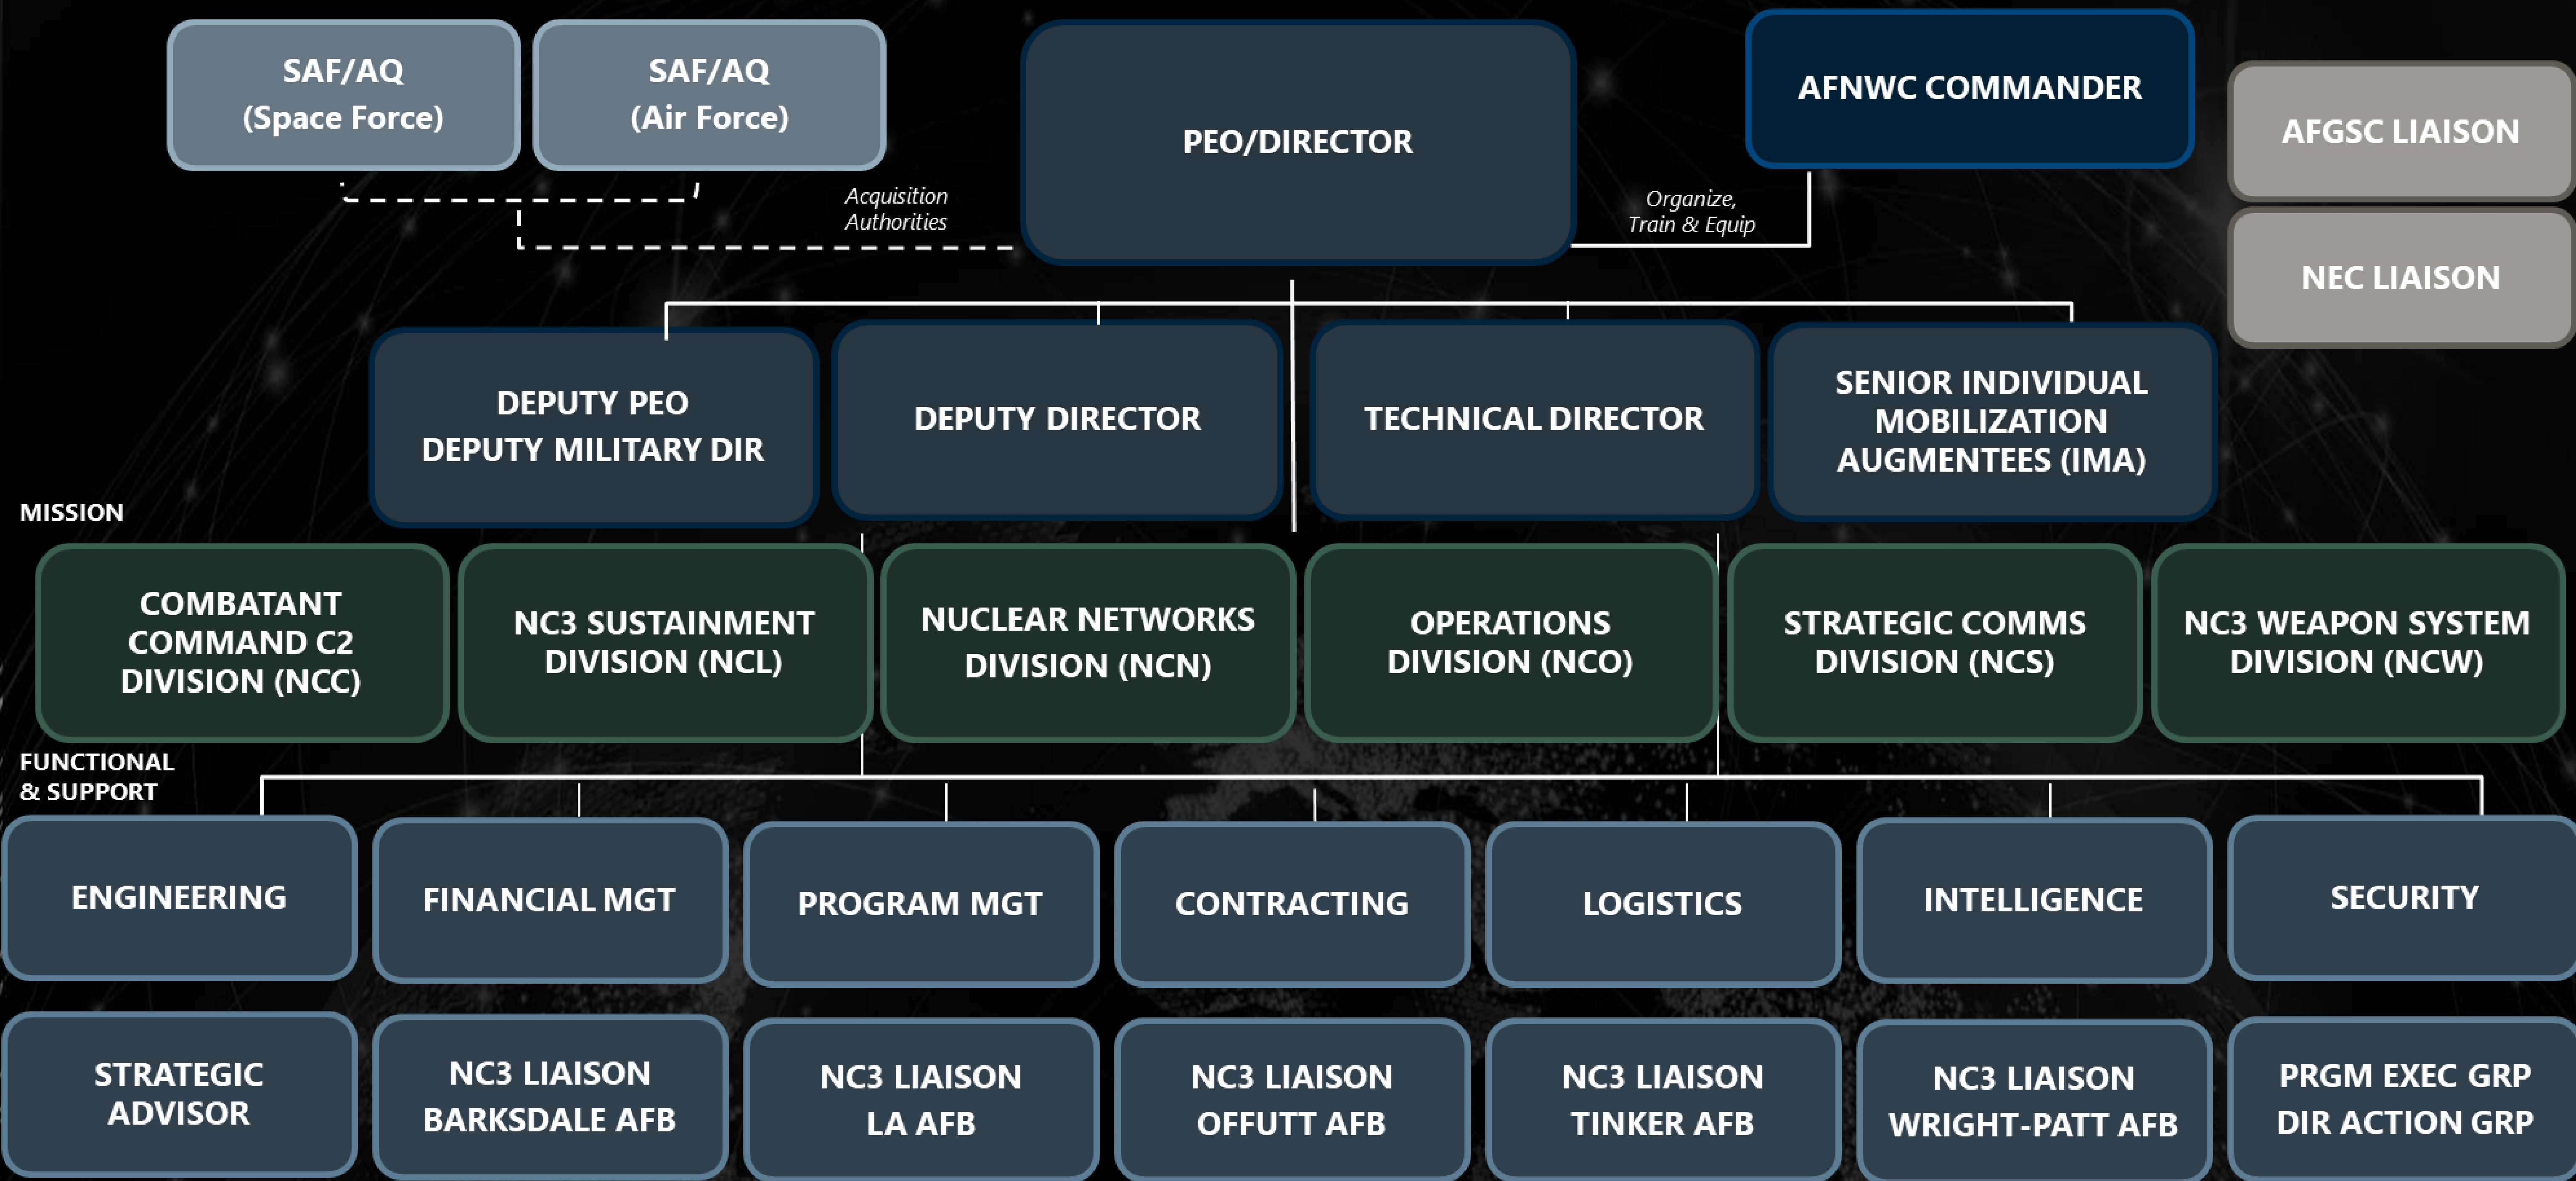 SAF/AQ
(Space Force)
SAF/AQ
(Air Force)
PEO/DIRECTOR
AFNWC COMMANDER
AFGSC LIAISON
NEC LIAISON
Acquisition
Authorities
Organize,
Train & Equip
DEPUTY PEO
DEPUTY MILITARY DIR
DEPUTY DIRECTOR
TECHNICAL DIRECTOR
SENIOR INDIVIDUAL
MOBILIZATION
AUGMENTEES (IMA)
MISSION
COMBATANT
COMMAND C2
DIVISION (NCC)
NC3 SUSTAINMENT
DIVISION (NCL)
NUCLEAR NETWORKS
DIVISION (NCN)
OPERATIONS
DIVISION (NCO)
STRATEGIC COMMS
DIVISION (NCS)
NC3 WEAPON SYSTEM
DIVISION (NCW)
FUNCTIONAL
& SUPPORT
ENGINEERING
FINANCIAL MGT
PROGRAM MGT
CONTRACTING
LOGISTICS
INTELLIGENCE
SECURITY
STRATEGIC
ADVISOR
NC3 LIAISON
BARKSDALE AFB
NC3 LIAISON
LA AFB
NC3 LIAISON
OFFUTT AFB
NC3 LIAISON
TINKER AFB
NC3 LIAISON
WRIGHT-PATT AFB
PRGM EXEC GRP
DIR ACTION GRP